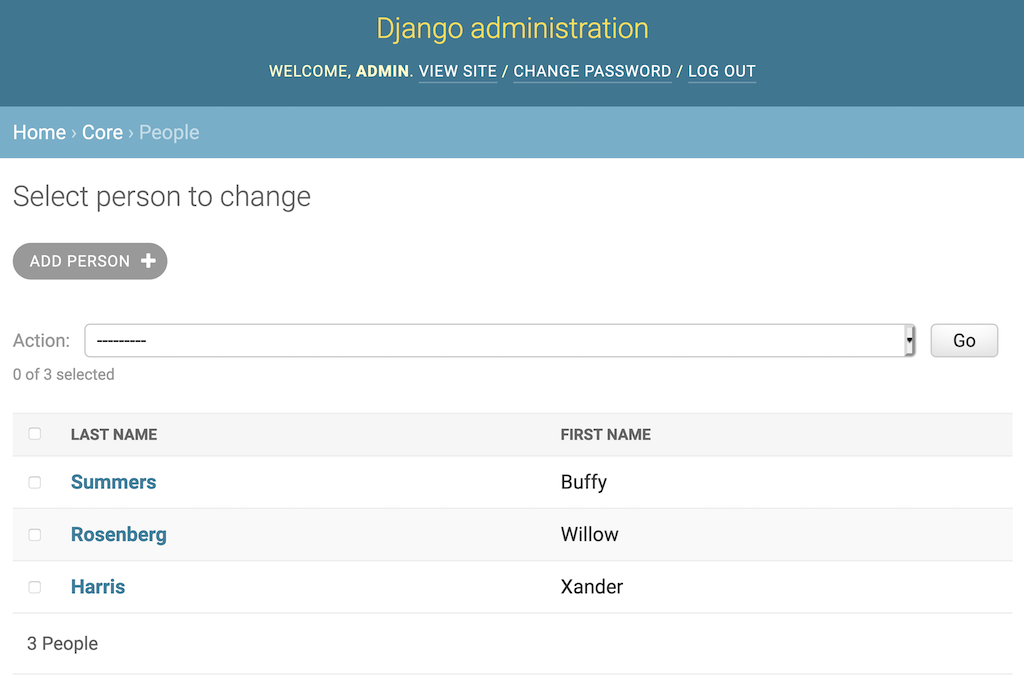 Django administration
WELCOME, ADMIN. VIEW SITE / CHANGE PASSWORD / LOG OUT
Home › Core › People
Select person to change
ADD PERSON +
Action: --------- Go
0 of 3 selected
LAST NAME FIRST NAME
Summers Buffy
Rosenberg Willow
Harris Xander
3 People